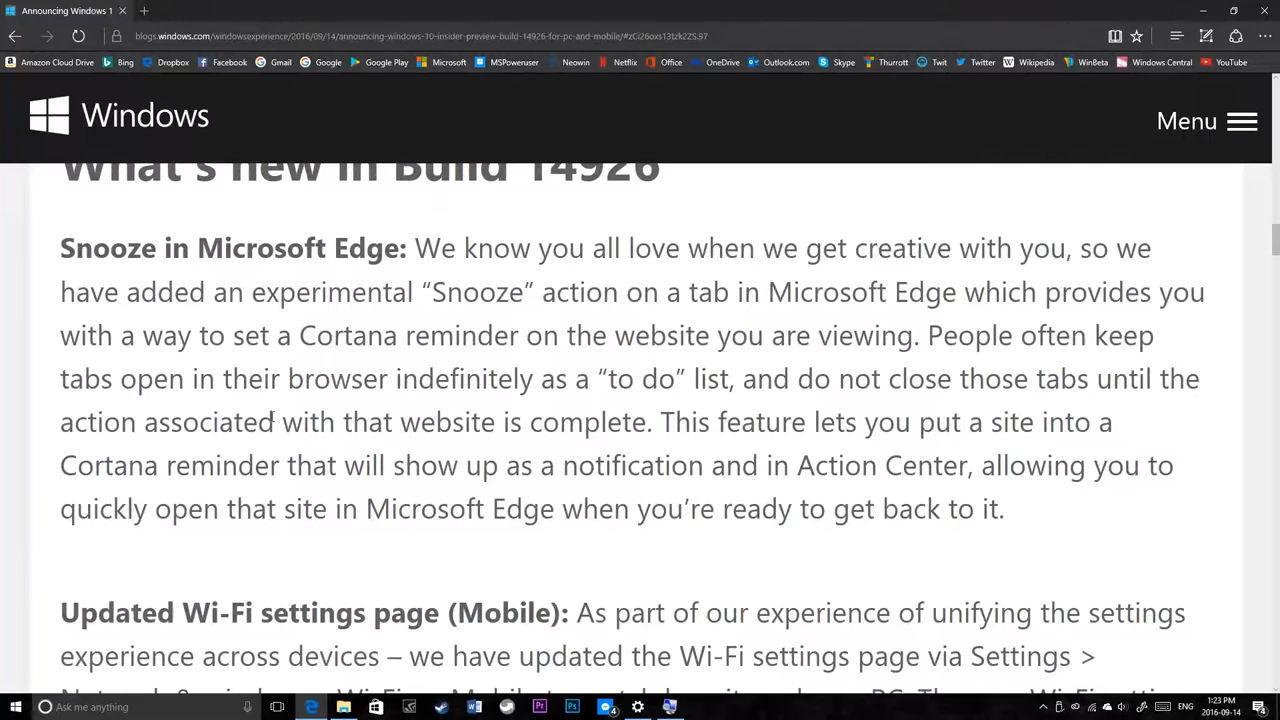 Announcing Windows 1
blogs.windows.com/windowsexperience/2016/09/14/announcing-windows-10-insider-preview-build-14926-for-pc-and-mobile/#zCi26oxs13tzk2ZS.97
Amazon Cloud Drive Bing Dropbox Facebook Gmail Google Google Play Microsoft MSPoweruser Neowin Netflix Office OneDrive Outlook.com Skype Thurrott Twit Twitter Wikipedia WinBeta Windows Central YouTube
Windows
Menu
What's new in Build 14926
Snooze in Microsoft Edge: We know you all love when we get creative with you, so we
have added an experimental “Snooze” action on a tab in Microsoft Edge which provides you
with a way to set a Cortana reminder on the website you are viewing. People often keep
tabs open in their browser indefinitely as a “to do” list, and do not close those tabs until the
action associated with that website is complete. This feature lets you put a site into a
Cortana reminder that will show up as a notification and in Action Center, allowing you to
quickly open that site in Microsoft Edge when you’re ready to get back to it.
Updated Wi-Fi settings page (Mobile): As part of our experience of unifying the settings
experience across devices – we have updated the Wi-Fi settings page via Settings >
Ask me anything
4
ENG
1:23 PM
2016-09-14